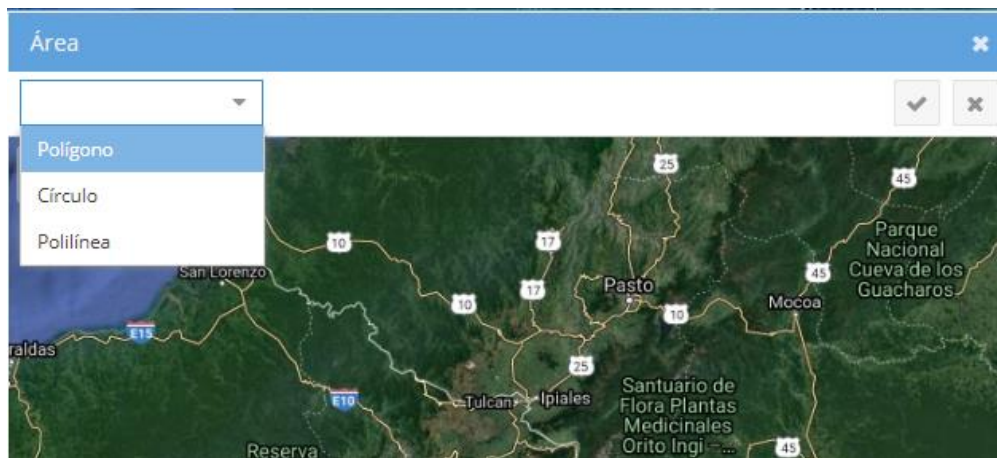 Área
Polígono
Círculo
Polilínea
25
45
Parque
Nacional
Cueva de los
Guacharos
10
17
San Lorenzo
45
17
Pasto
10
10
Mocoa
E15
raldas
25
Santuario de
Flora Plantas
Medicinales
Orito Ingi –...
E10
Tulcán
Ipiales
Reserva
45